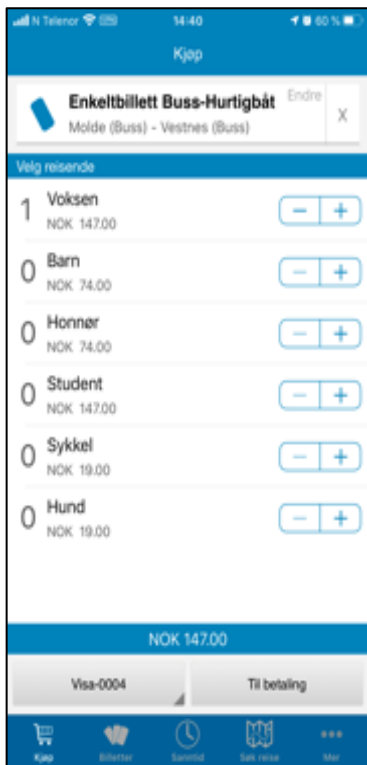 N Telenor
14:40
60 %
Kjøp
Enkeltbillett Buss-Hurtigbåt
Endre
Molde (Buss) - Vestnes (Buss)
X
Velg reisende
1 Voksen
NOK 147.00
− +
0 Barn
NOK 74.00
− +
0 Honnør
NOK 74.00
− +
0 Student
NOK 147.00
− +
0 Sykkel
NOK 19.00
− +
0 Hund
NOK 19.00
− +
NOK 147.00
Visa-0004
Til betaling
Kjøp
Billetter
Sanntid
Søk reise
Mer